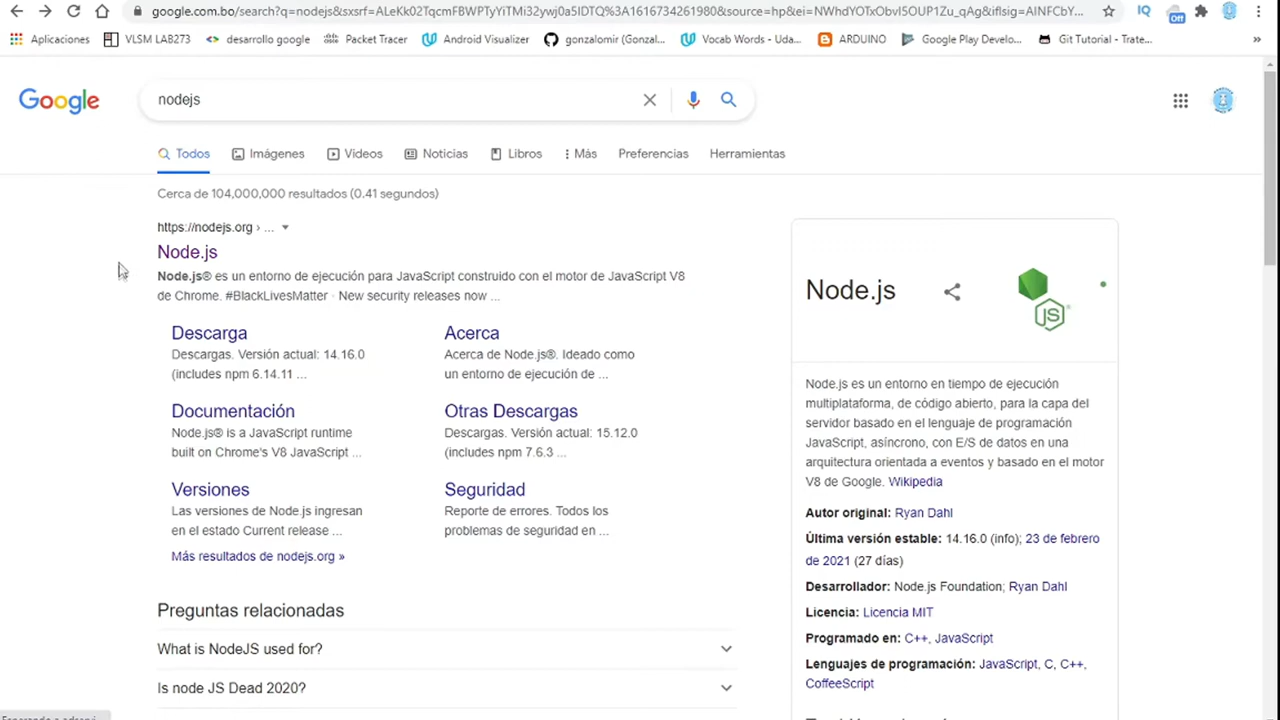 google.com.bo/search?q=nodejs&sxsrf=ALeKk02TqcmFBWPTyYiTMi32ywj0a5IDTQ%3A1616734261980&source=hp&ei=NWhdYOTxObvI5OUP1Zu_qAg&iflsig=AINFCbY...
Off
Aplicaciones VLSM LAB273 desarollo google Packet Tracer Android Visualizer gonzalomir (Gonzal... Vocab Words - Uda... ARDUINO Google Play Develo... Git Tutorial - Trate... »
Google
nodejs
Todos Imágenes Videos Noticias Libros Más Preferencias Herramientas
Cerca de 104,000,000 resultados (0.41 segundos)
https://nodejs.org › ...
Node.js
Node.js® es un entorno de ejecución para JavaScript construido con el motor de JavaScript V8
de Chrome. #BlackLivesMatter · New security releases now ...
Descarga
Descargas. Versión actual: 14.16.0
(includes npm 6.14.11 ...
Acerca
Acerca de Node.js®. Ideado como
un entorno de ejecución de ...
Documentación
Node.js® is a JavaScript runtime
built on Chrome's V8 JavaScript ...
Otras Descargas
Descargas. Versión actual: 15.12.0
(includes npm 7.6.3 ...
Versiones
Las versiones de Node.js ingresan
en el estado Current release ...
Seguridad
Reporte de errores. Todos los
problemas de seguridad en ...
Más resultados de nodejs.org »
Preguntas relacionadas
What is NodeJS used for?
Is node JS Dead 2020?
Node.js
JS
Node.js es un entorno en tiempo de ejecución
multiplataforma, de código abierto, para la capa del
servidor basado en el lenguaje de programación
JavaScript, asíncrono, con E/S de datos en una
arquitectura orientada a eventos y basado en el motor
V8 de Google. Wikipedia
Autor original: Ryan Dahl
Última versión estable: 14.16.0 (info); 23 de febrero
de 2021 (27 días)
Desarrollador: Node.js Foundation; Ryan Dahl
Licencia: Licencia MIT
Programado en: C++, JavaScript
Lenguajes de programación: JavaScript, C, C++,
CoffeeScript